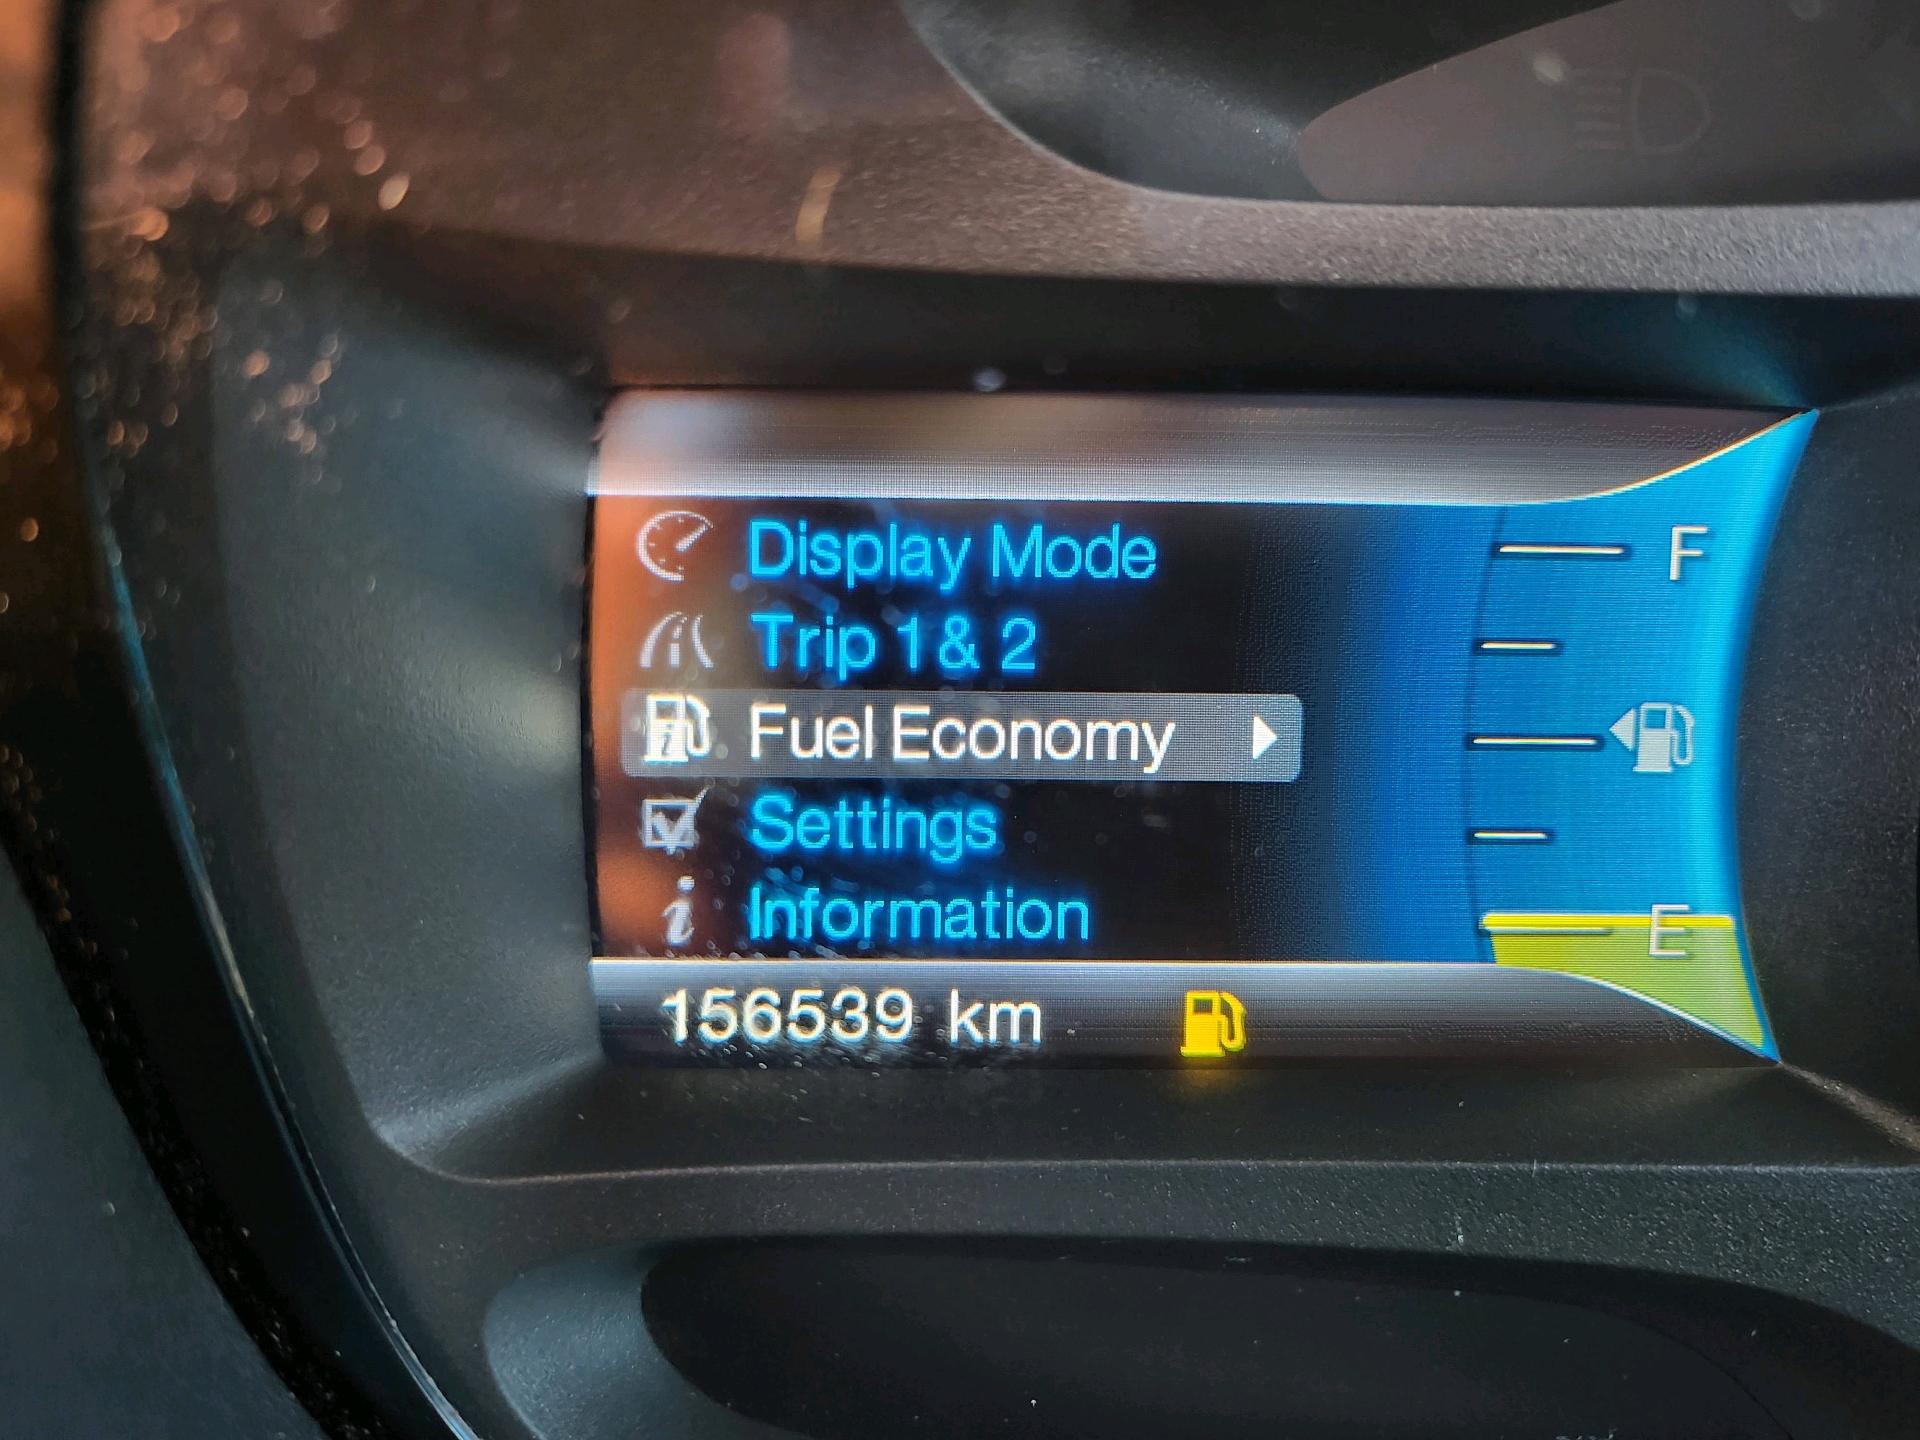 Display Mode
Trip 1 & 2
Fuel Economy
Settings
Information
F
E
156539 km